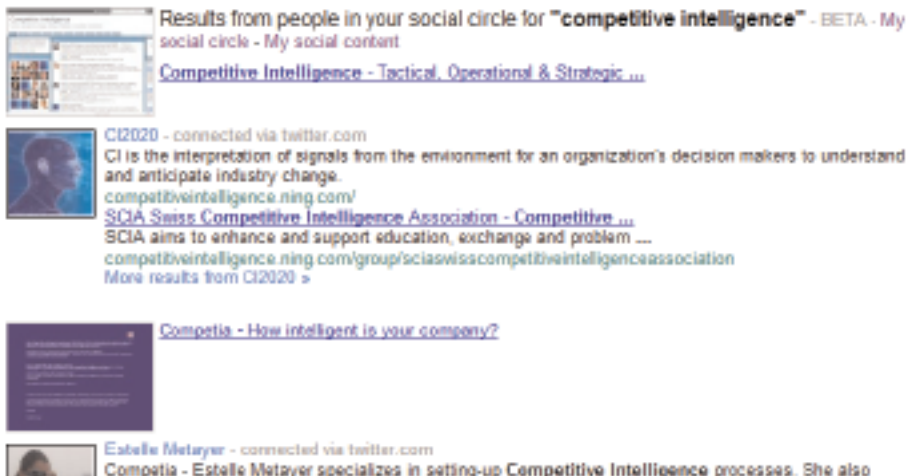 Results from people in your social circle for "competitive intelligence" - BETA - My
social circle - My social content
Competitive Intelligence - Tactical, Operational & Strategic ...
CI2020 - connected via twitter.com
CI is the interpretation of signals from the environment for an organization's decision makers to understand
and anticipate industry change.
competitiveintelligence.ning.com/
SCIA Swiss Competitive Intelligence Association - Competitive ...
SCIA aims to enhance and support education, exchange and problem ...
competitiveintelligence.ning.com/group/sciaswisscompetitiveintelligenceassociation
More results from CI2020 »
Competia - How intelligent is your company?
Estelle Metayer - connected via twitter.com
Competia - Estelle Metayer specializes in setting-up Competitive Intelligence processes. She also